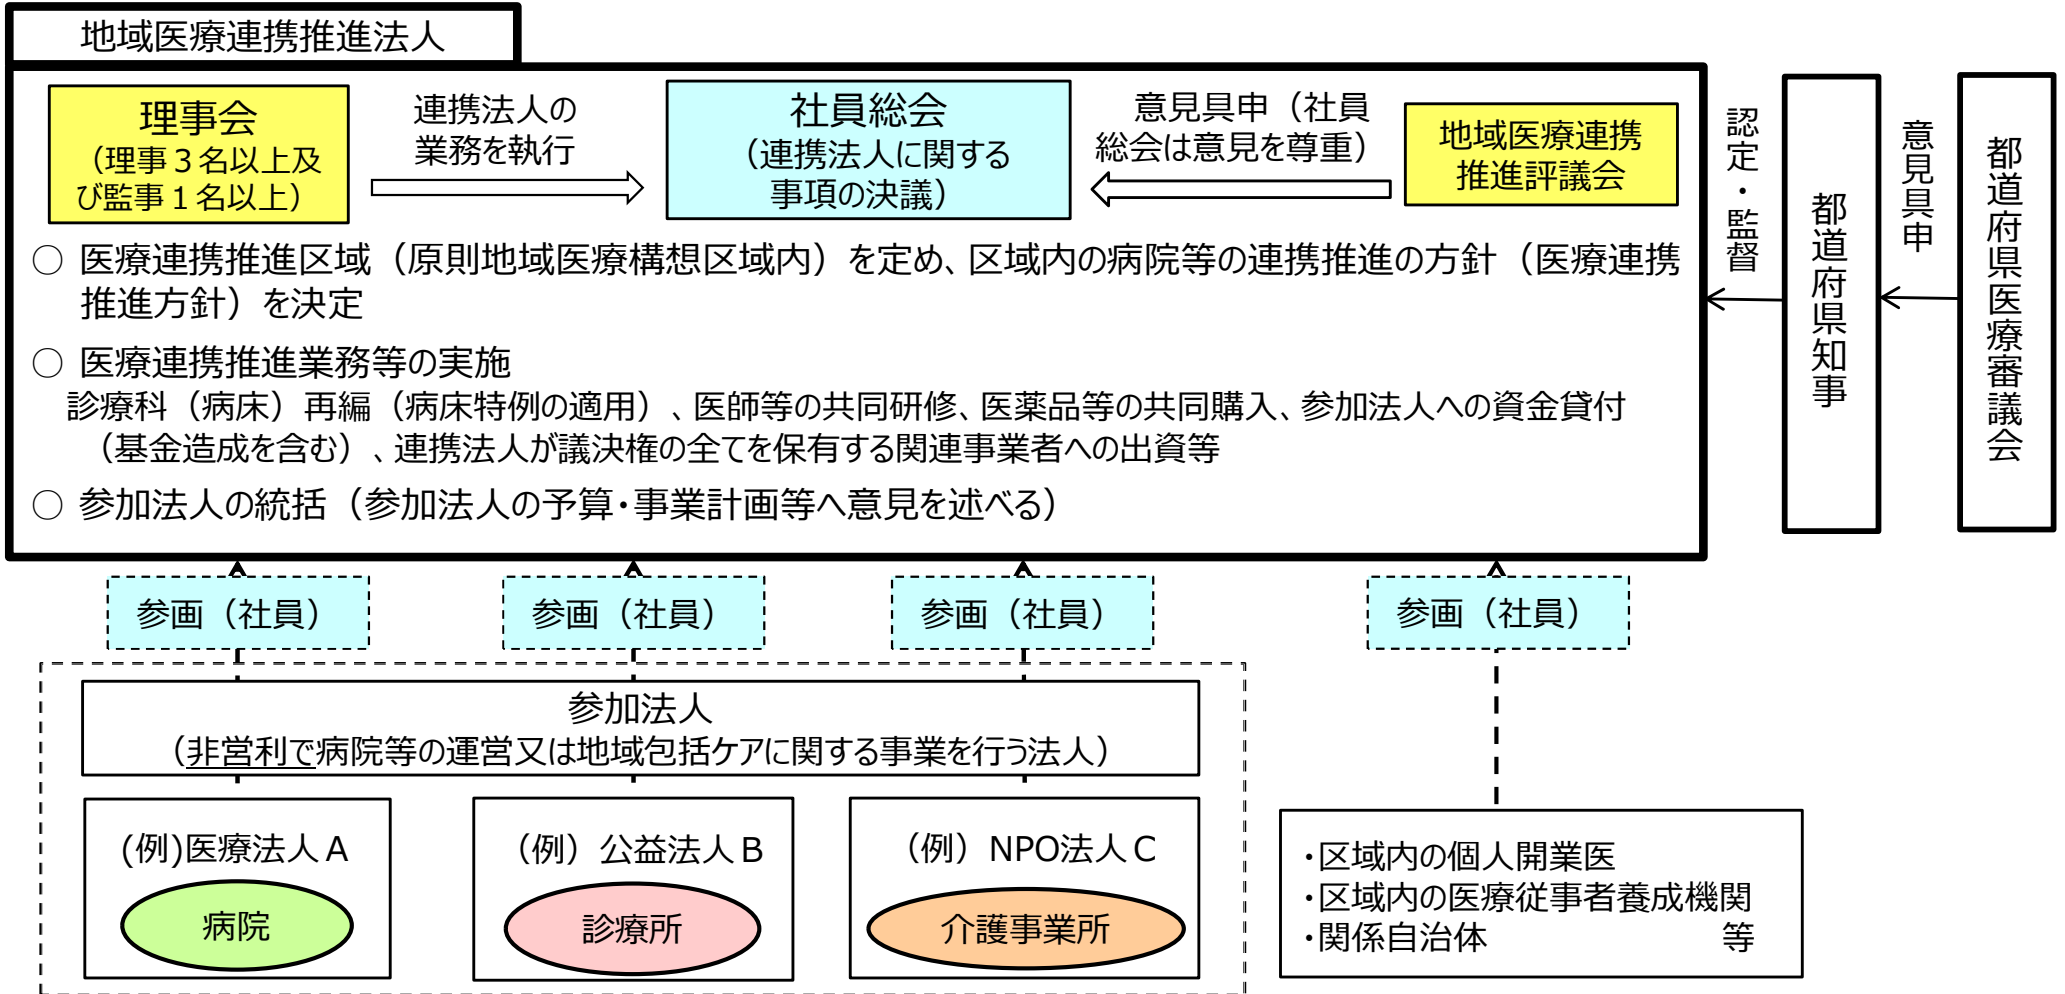 地域医療連携推進法人
理事会
（理事３名以上及
び監事１名以上）
連携法人の
業務を執行
社員総会
（連携法人に関する
事項の決議）
意見具申（社員
総会は意見を尊重）
地域医療連携
推進評議会
認定・監督
都道府県知事
意見具申
都道府県医療審議会
○ 医療連携推進区域（原則地域医療構想区域内）を定め、区域内の病院等の連携推進の方針（医療連携
推進方針）を決定
○ 医療連携推進業務等の実施
診療科（病床）再編（病床特例の適用）、医師等の共同研修、医薬品等の共同購入、参加法人への資金貸付
（基金造成を含む）、連携法人が議決権の全てを保有する関連事業者への出資等
○ 参加法人の統括（参加法人の予算・事業計画等へ意見を述べる）
参画（社員）
参画（社員）
参画（社員）
参画（社員）
参加法人
（非営利で病院等の運営又は地域包括ケアに関する事業を行う法人）
(例)医療法人Ａ
病院
（例）公益法人Ｂ
診療所
（例）NPO法人Ｃ
介護事業所
・区域内の個人開業医
・区域内の医療従事者養成機関
・関係自治体 等